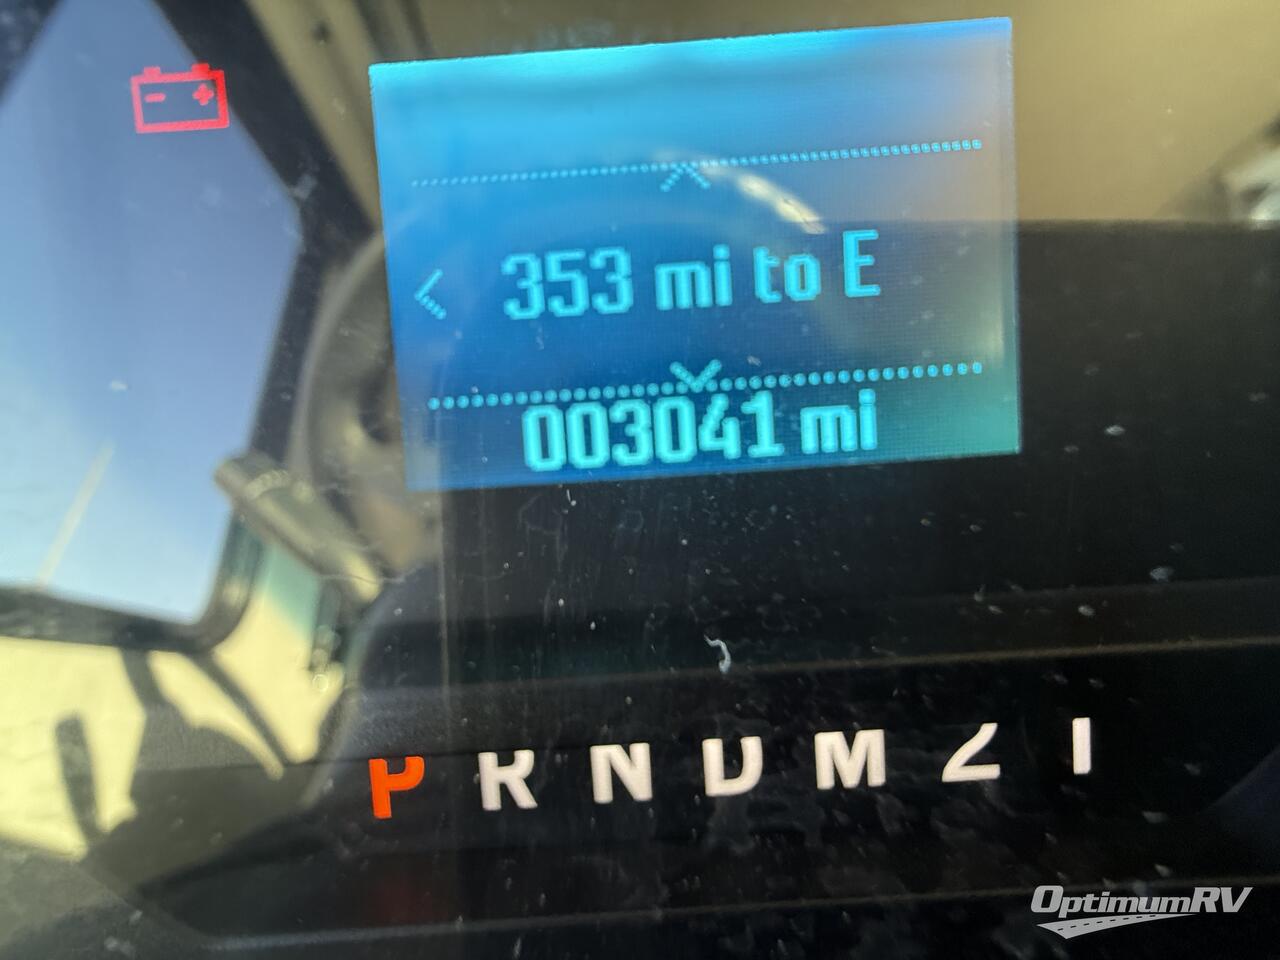 353 mi to E
003041 mi
P R N D M 2 1
OptimumRV